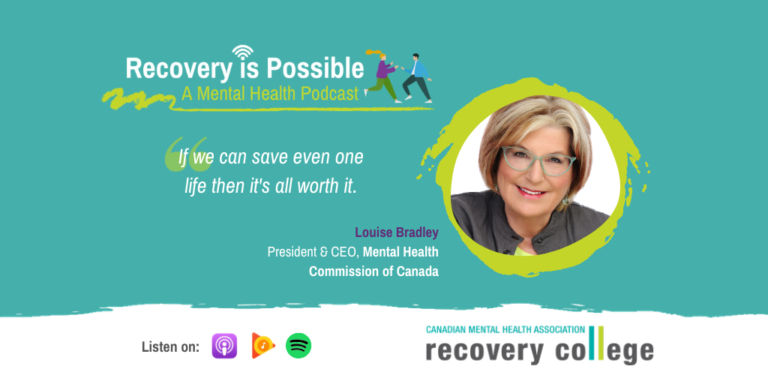 Recovery is Possible
A Mental Health Podcast
“
If we can save even one
life then it's all worth it.
Louise Bradley
President & CEO, Mental Health
Commission of Canada
Listen on:
CANADIAN MENTAL HEALTH ASSOCIATION
recovery college